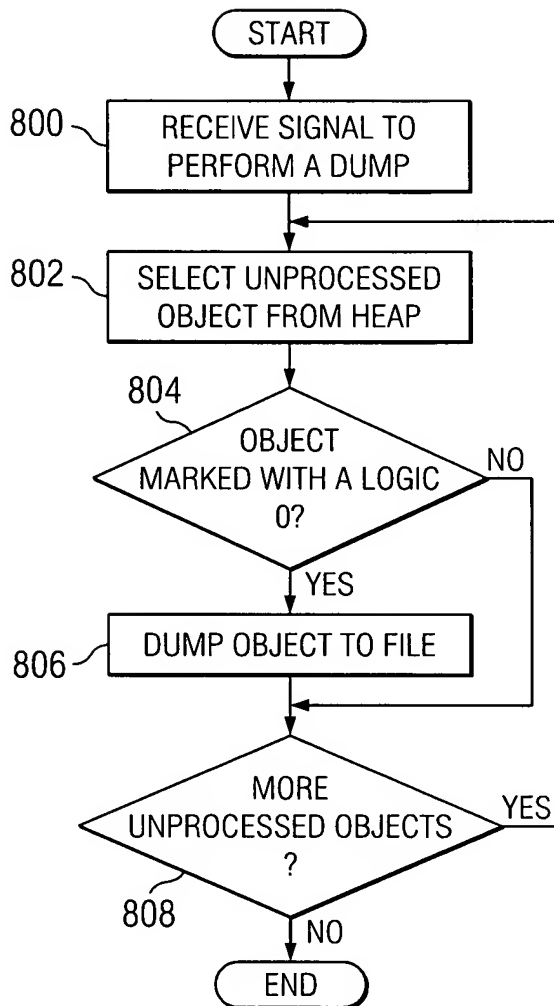 START
800
RECEIVE SIGNAL TO
PERFORM A DUMP
802
SELECT UNPROCESSED
OBJECT FROM HEAP
804
OBJECT
MARKED WITH A LOGIC
0?
NO
YES
806
DUMP OBJECT TO FILE
MORE
UNPROCESSED OBJECTS
?
YES
808
NO
END